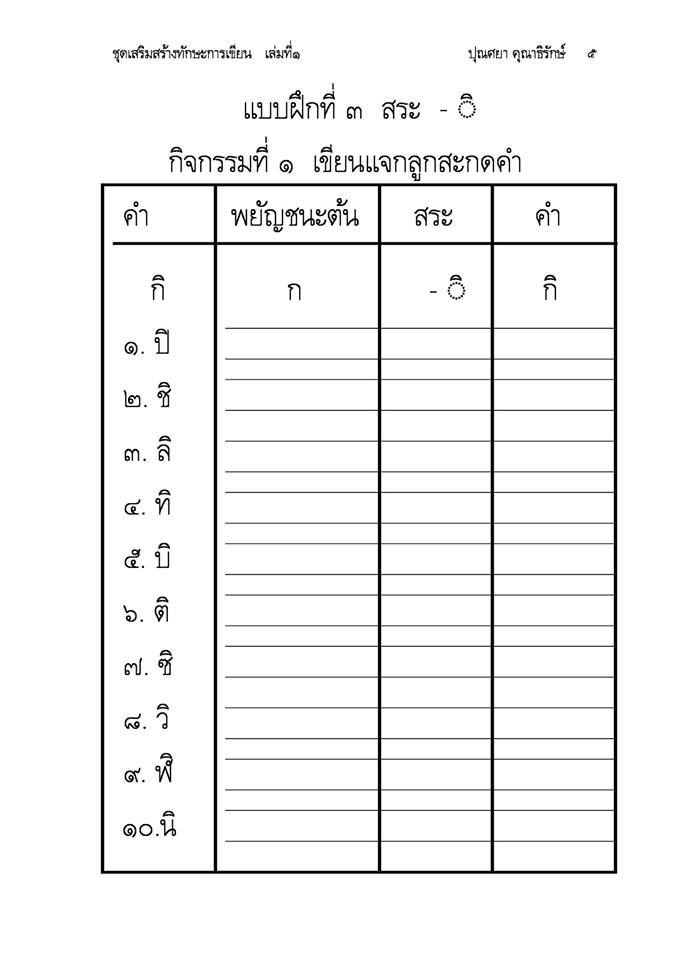 ชุดเสริมสร้างทักษะการเขียน เล่มที่๑ ปุณศยา คุณาธิรักษ์ ๕
แบบฝึกที่ ๓ สระ - ิ
กิจกรรมที่ ๑ เขียนแจกลูกสะกดคำ
คำ พยัญชนะต้น สระ คำ
กิ ก - ิ กิ
๑. ปิ
๒. ชิ
๓. ลิ
๔. ทิ
๕. บิ
๖. ติ
๗. ซิ
๘. วิ
๙. ฬิ
๑๐.นิ